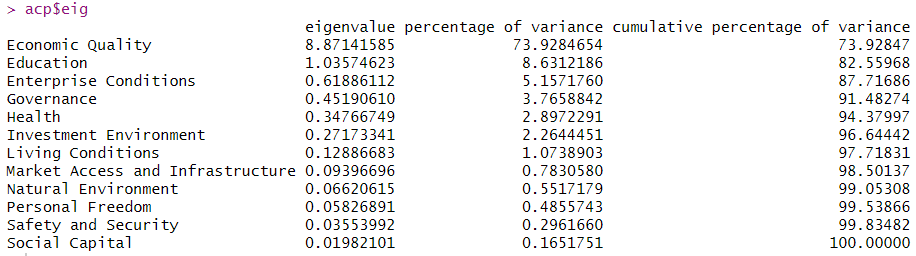 > acp$eig
eigenvalue percentage of variance cumulative percentage of variance
Economic Quality 8.87141585 73.9284654 73.92847
Education 1.03574623 8.6312186 82.55968
Enterprise Conditions 0.61886112 5.1571760 87.71686
Governance 0.45190610 3.7658842 91.48274
Health 0.34766749 2.8972291 94.37997
Investment Environment 0.27173341 2.2644451 96.64442
Living Conditions 0.12886683 1.0738903 97.71831
Market Access and Infrastructure 0.09396696 0.7830580 98.50137
Natural Environment 0.06620615 0.5517179 99.05308
Personal Freedom 0.05826891 0.4855743 99.53866
Safety and Security 0.03553992 0.2961660 99.83482
Social Capital 0.01982101 0.1651751 100.00000